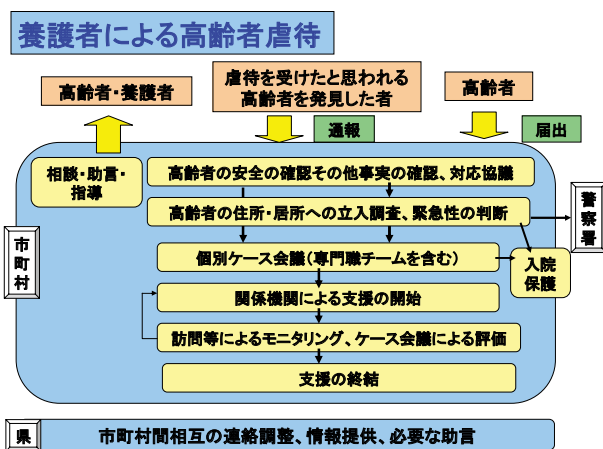 養護者による高齢者虐待
高齢者・養護者
虐待を受けたと思われる
高齢者を発見した者
高齢者
通報
届出
相談・助言・
指導
高齢者の安全の確認その他事実の確認、対応協議
高齢者の住所・居所への立入調査、緊急性の判断
警察署
市町村
個別ケース会議(専門職チームを含む)
入院
保護
関係機関による支援の開始
訪問等によるモニタリング、ケース会議による評価
支援の終結
県
市町村間相互の連絡調整、情報提供、必要な助言